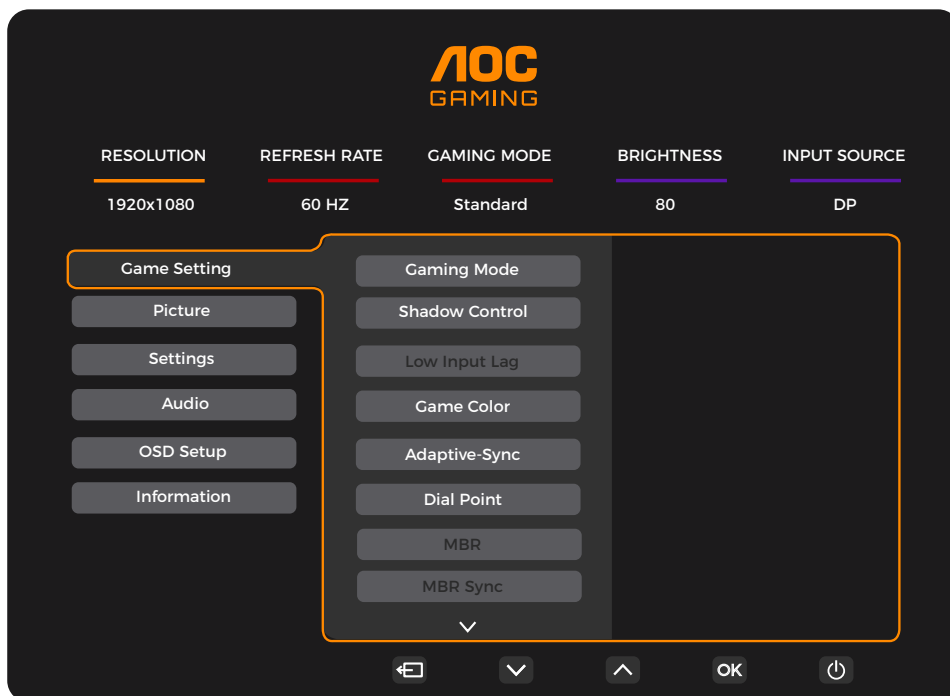 AOC
GAMING
RESOLUTION REFRESH RATE GAMING MODE BRIGHTNESS INPUT SOURCE
1920x1080 60 HZ Standard 80 DP
Game Setting
Picture
Settings
Audio
OSD Setup
Information
Gaming Mode
Shadow Control
Low Input Lag
Game Color
Adaptive-Sync
Dial Point
MBR
MBR Sync
OK